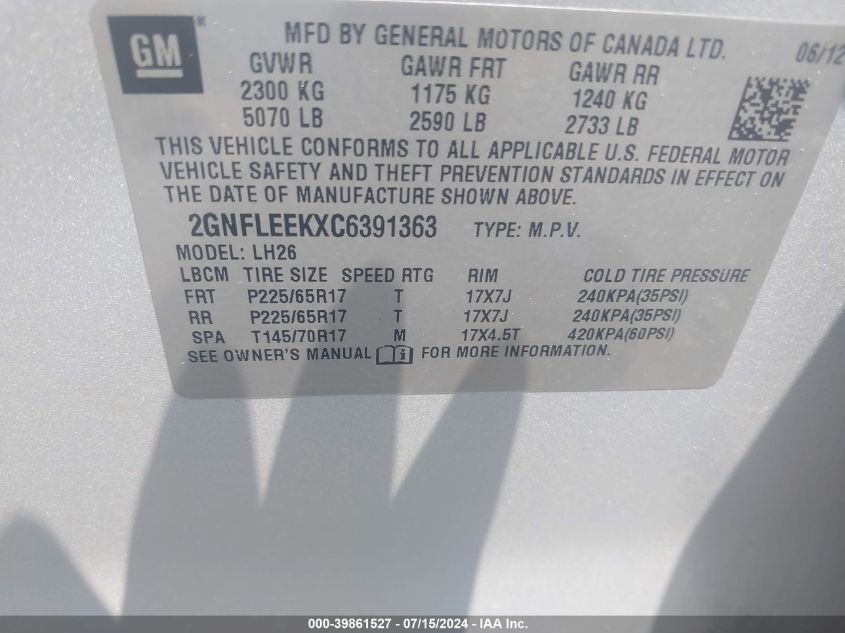 GM ®
MFD BY GENERAL MOTORS OF CANADA LTD. 06/12
GVWR GAWR FRT GAWR RR
2300 KG 1175 KG 1240 KG
5070 LB 2590 LB 2733 LB
THIS VEHICLE CONFORMS TO ALL APPLICABLE U.S. FEDERAL MOTOR
VEHICLE SAFETY AND THEFT PREVENTION STANDARDS IN EFFECT ON
THE DATE OF MANUFACTURE SHOWN ABOVE.
2GNFLEEKXC6391363 TYPE: M.P.V.
MODEL: LH26
LBCM TIRE SIZE SPEED RTG RIM COLD TIRE PRESSURE
FRT P225/65R17 T 17X7J 240KPA(35PSI)
RR P225/65R17 T 17X7J 240KPA(35PSI)
SPA T145/70R17 M 17X4.5T 420KPA(60PSI)
SEE OWNER'S MANUAL i FOR MORE INFORMATION.
000-39861527 - 07/15/2024 - IAA Inc.